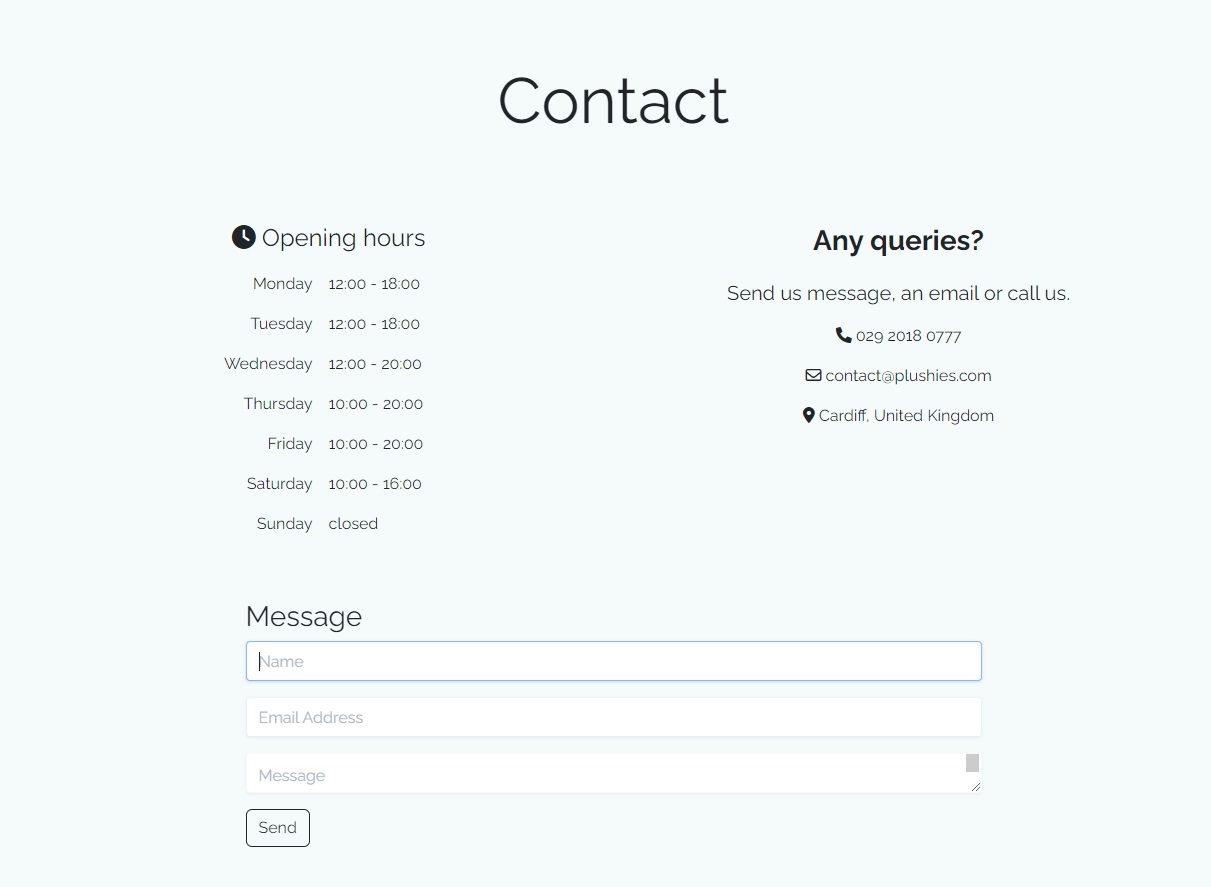 Contact
Opening hours
Monday 12:00 - 18:00
Tuesday 12:00 - 18:00
Wednesday 12:00 - 20:00
Thursday 10:00 - 20:00
Friday 10:00 - 20:00
Saturday 10:00 - 16:00
Sunday closed
Any queries?
Send us message, an email or call us.
029 2018 0777
contact@plushies.com
Cardiff, United Kingdom
Message
Name
Email Address
Message
Send